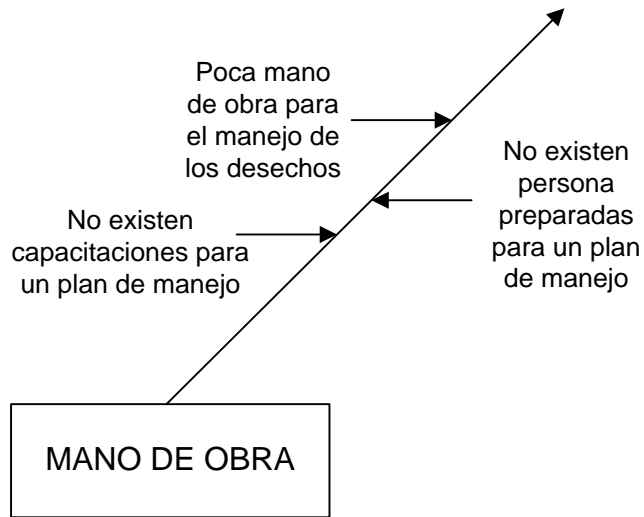 Poca mano
de obra para
el manejo de
los desechos
No existen
persona
preparadas
para un plan
de manejo
No existen
capacitaciones para
un plan de manejo
MANO DE OBRA